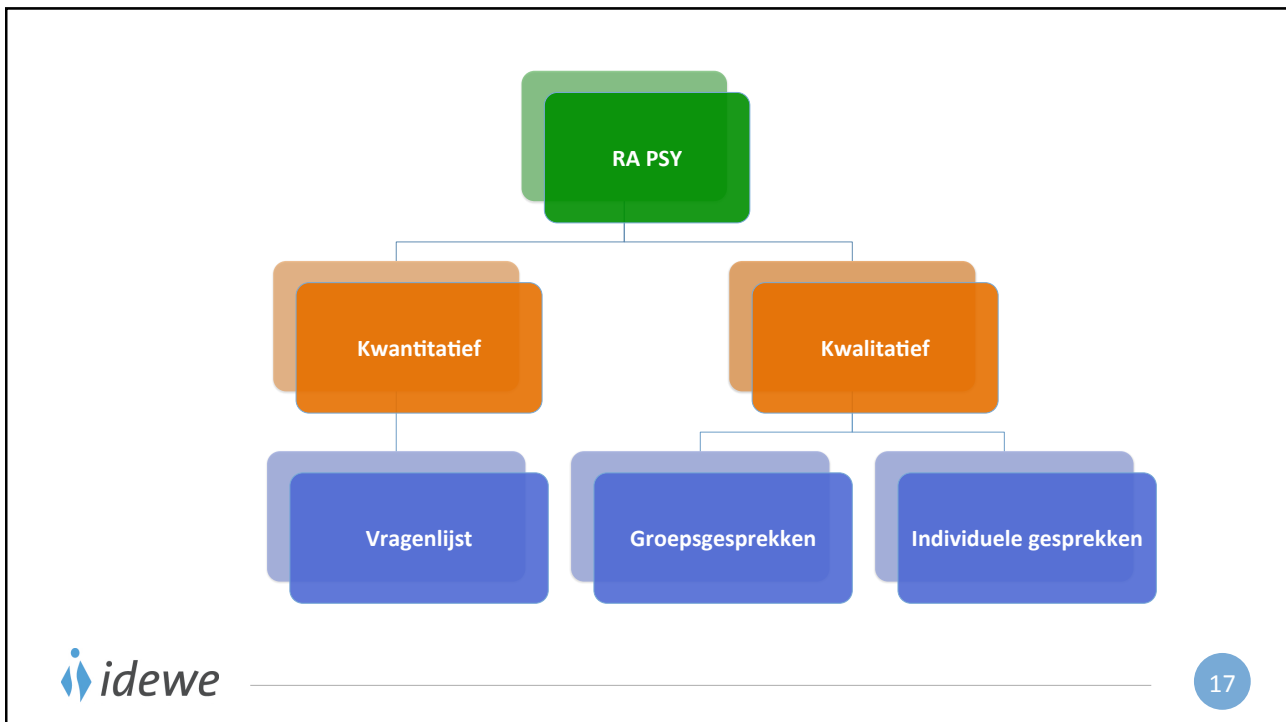 RA PSY
Kwantitatief
Kwalitatief
Vragenlijst
Groepsgesprekken
Individuele gesprekken
idewe
17